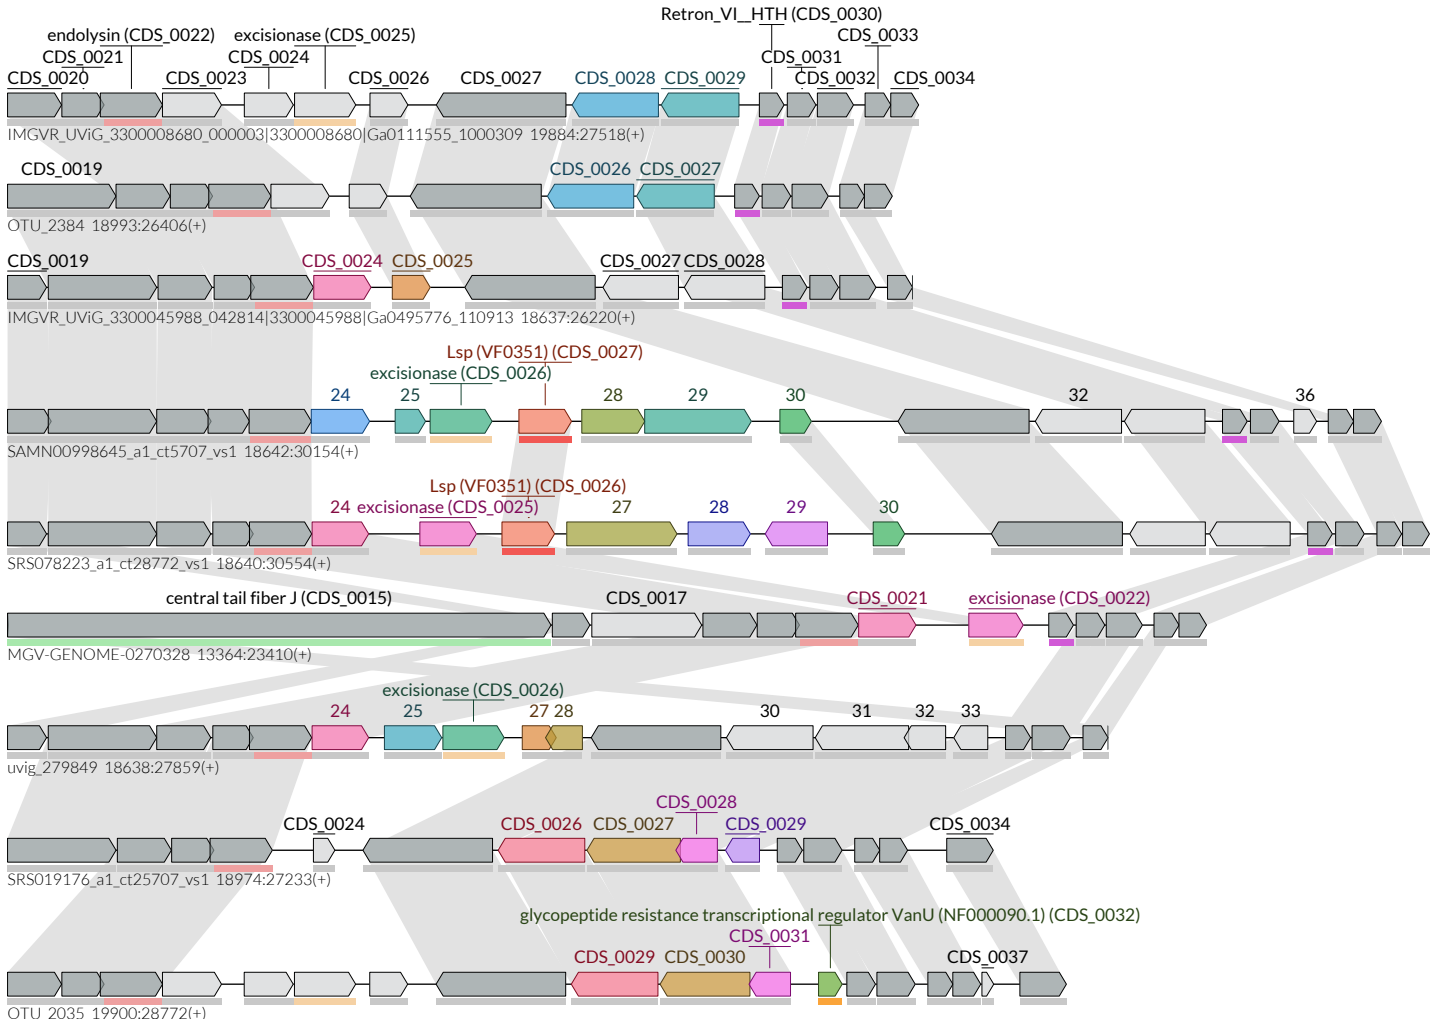 Retron_VI__HTH (CDS_0030)
endolysin (CDS_0022) excisionase (CDS_0025) CDS_0033
CDS_0021 CDS_0024 CDS_0031
CDS_0020 CDS_0023 CDS_0026 CDS_0027 CDS_0028 CDS_0029 CDS_0032 CDS_0034
IMGVR_UViG_3300008680_000003|3300008680|Ga0111555_1000309 19884:27518(+)
CDS_0019 CDS_0026 CDS_0027
OTU_2384 18993:26406(+)
CDS_0019 CDS_0024 CDS_0025 CDS_0027 CDS_0028
IMGVR_UViG_3300045988_042814|3300045988|Ga0495776_110913 18637:26220(+)
Lsp (VF0351) (CDS_0027)
excisionase (CDS_0026)
24 25 28 29 30 32 36
SAMN00998645_a1_ct5707_vs1 18642:30154(+)
Lsp (VF0351) (CDS_0026)
24 excisionase (CDS_0025) 27 28 29 30
SRS078223_a1_ct28772_vs1 18640:30554(+)
central tail fiber J (CDS_0015) CDS_0017 CDS_0021 excisionase (CDS_0022)
MGV-GENOME-0270328 13364:23410(+)
excisionase (CDS_0026)
24 25 27 28 30 31 32 33
uvig_279849 18638:27859(+)
CDS_0028
CDS_0024 CDS_0026 CDS_0027 CDS_0029 CDS_0034
SRS019176_a1_ct25707_vs1 18974:27233(+)
glycopeptide resistance transcriptional regulator VanU (NF000090.1) (CDS_0032)
CDS_0031
CDS_0029 CDS_0030 CDS_0037
OTU_2035 19900:28772(+)